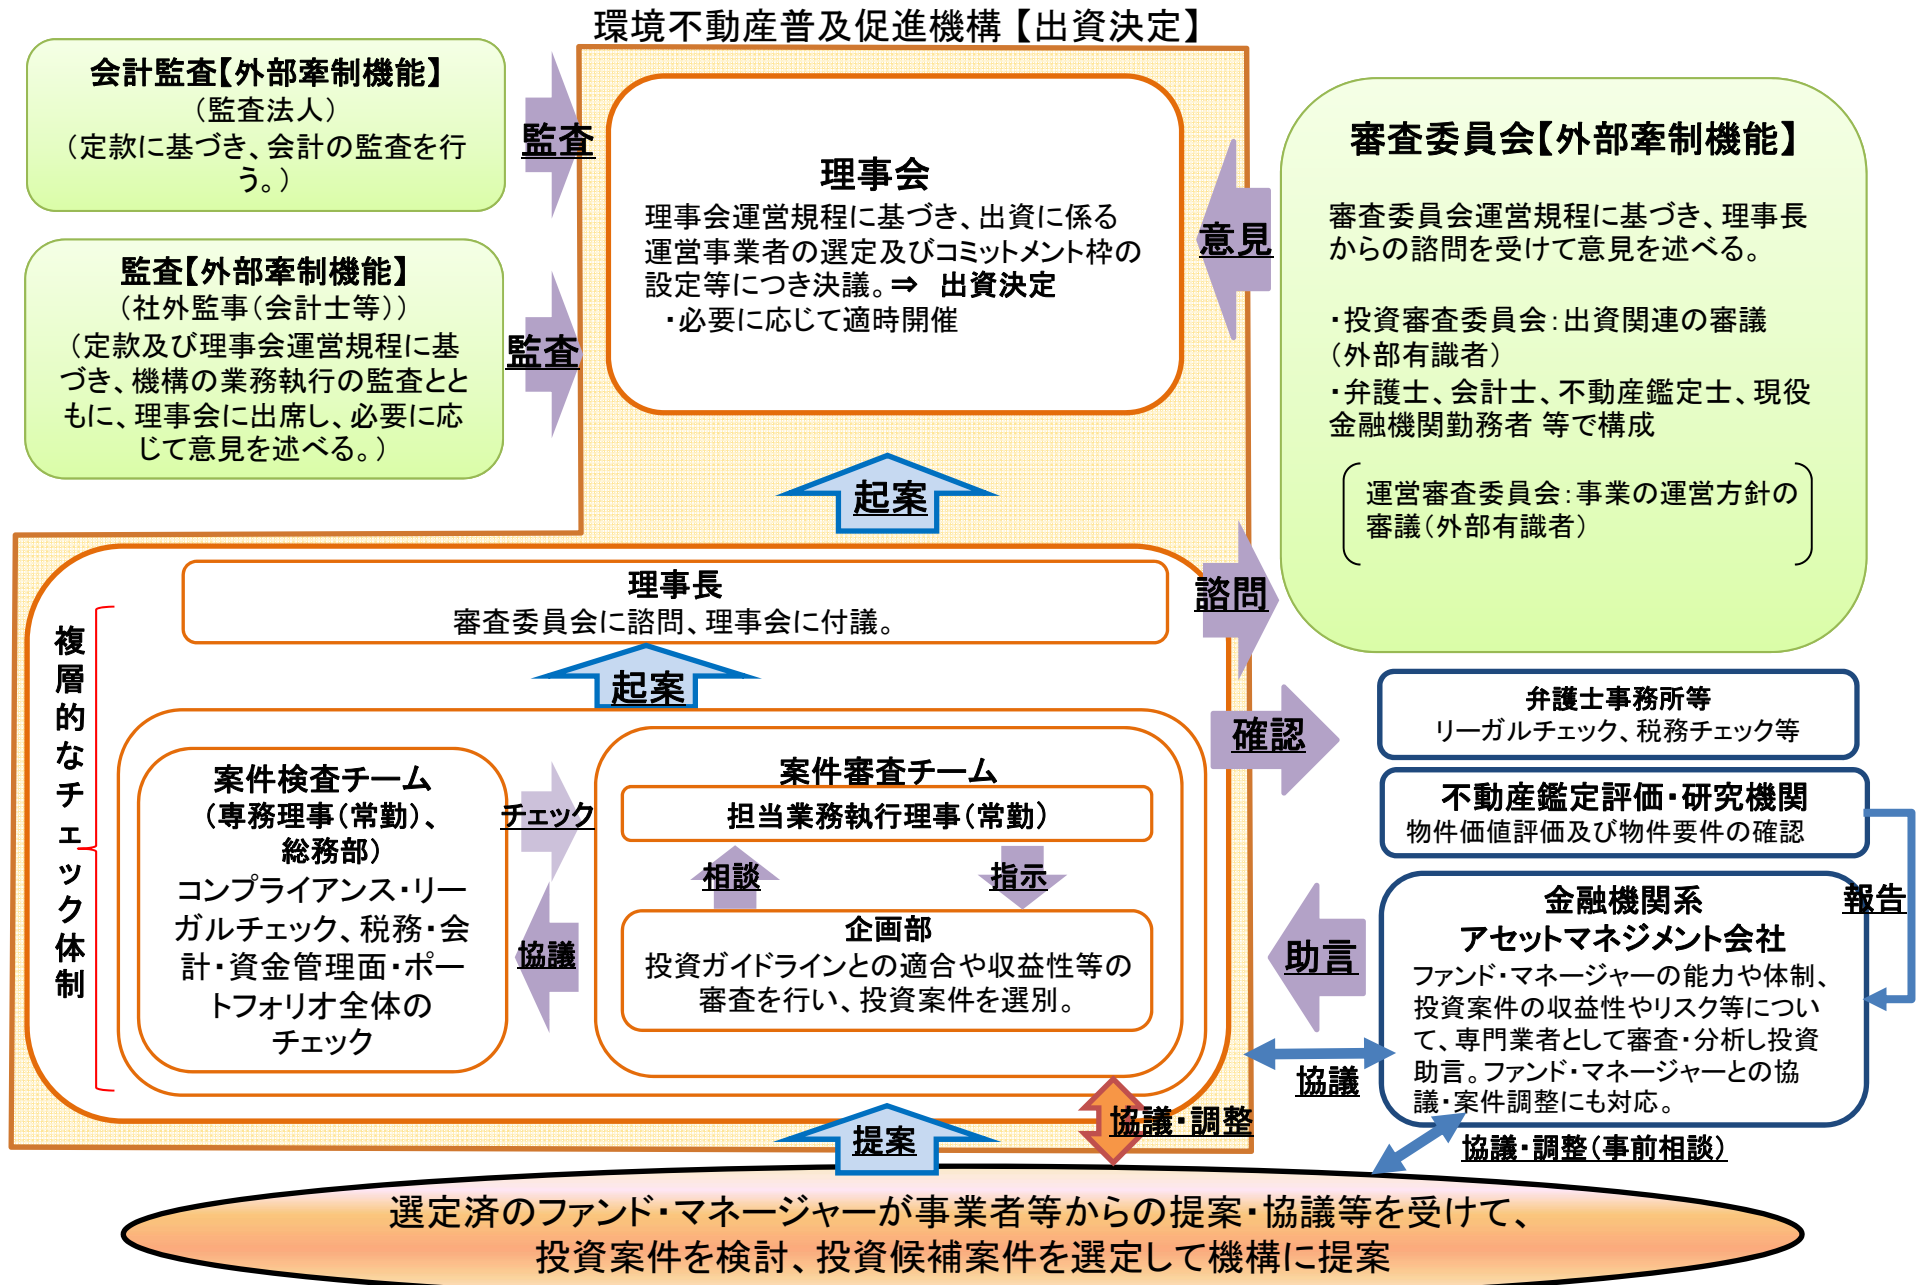 環境不動産普及促進機構【出資決定】
会計監査【外部牽制機能】
（監査法人）
（定款に基づき、会計の監査を行
う。）
監査
監査【外部牽制機能】
（社外監事（会計士等））
（定款及び理事会運営規程に基
づき、機構の業務執行の監査とと
もに、理事会に出席し、必要に応
じて意見を述べる。）
監査
理事会
理事会運営規程に基づき、出資に係る
運営事業者の選定及びコミットメント枠の
設定等につき決議。⇒ 出資決定
・必要に応じて適時開催
意見
審査委員会【外部牽制機能】
審査委員会運営規程に基づき、理事長
からの諮問を受けて意見を述べる。
・投資審査委員会：出資関連の審議
（外部有識者）
・弁護士、会計士、不動産鑑定士、現役
金融機関勤務者 等で構成
運営審査委員会：事業の運営方針の
審議（外部有識者）
起案
諮問
理事長
審査委員会に諮問、理事会に付議。
複層的なチェック体制
起案
確認
弁護士事務所等
リーガルチェック、税務チェック等
案件検査チーム
（専務理事（常勤）、
総務部）
コンプライアンス・リー
ガルチェック、税務・会
計・資金管理面・ポー
トフォリオ全体の
チェック
チェック
協議
案件審査チーム
担当業務執行理事（常勤）
相談
指示
企画部
投資ガイドラインとの適合や収益性等の
審査を行い、投資案件を選別。
不動産鑑定評価・研究機関
物件価値評価及び物件要件の確認
報告
助言
金融機関系
アセットマネジメント会社
ファンド・マネージャーの能力や体制、
投資案件の収益性やリスク等につい
て、専門業者として審査・分析し投資
助言。ファンド・マネージャーとの協
議・案件調整にも対応。
協議
協議・調整
提案
協議・調整（事前相談）
選定済のファンド・マネージャーが事業者等からの提案・協議等を受けて、
投資案件を検討、投資候補案件を選定して機構に提案